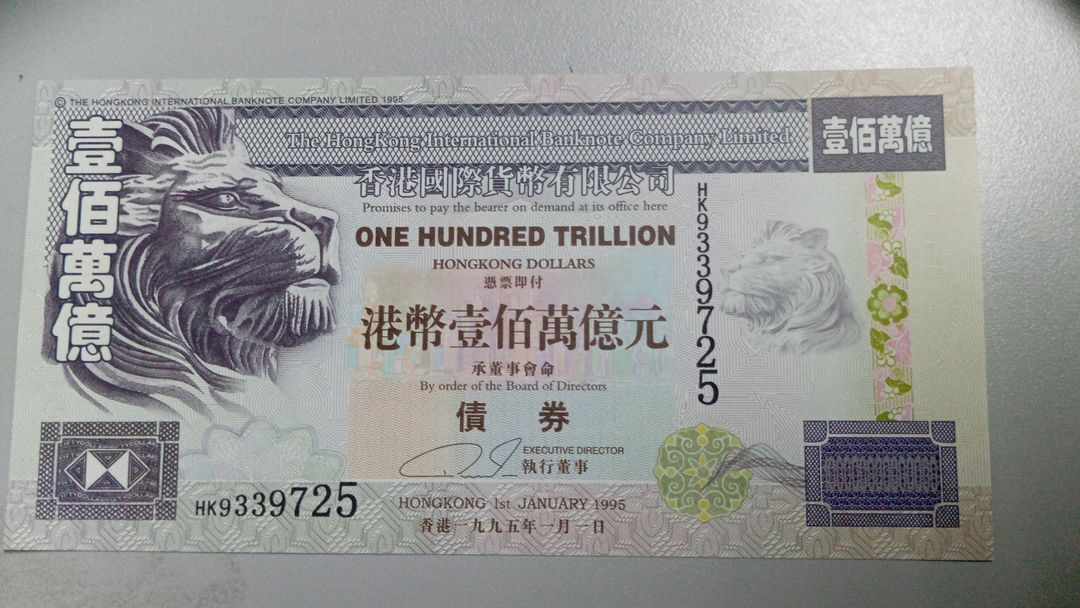 © THE HONGKONG INTERNATIONAL BANKNOTE COMPANY LIMITED 1995
The HongKong International Banknote Company Limited
壹佰萬億
壹佰萬億
香港國際貨幣有限公司
Promises to pay the bearer on demand at its office here
ONE HUNDRED TRILLION
HONGKONG DOLLARS
憑票即付
港幣壹佰萬億元
承董事會命
By order of the Board of Directors
債券
EXECUTIVE DIRECTOR
執行董事
HK9339725
HK9339725
HONGKONG 1st JANUARY 1995
香港一九九五年一月一日